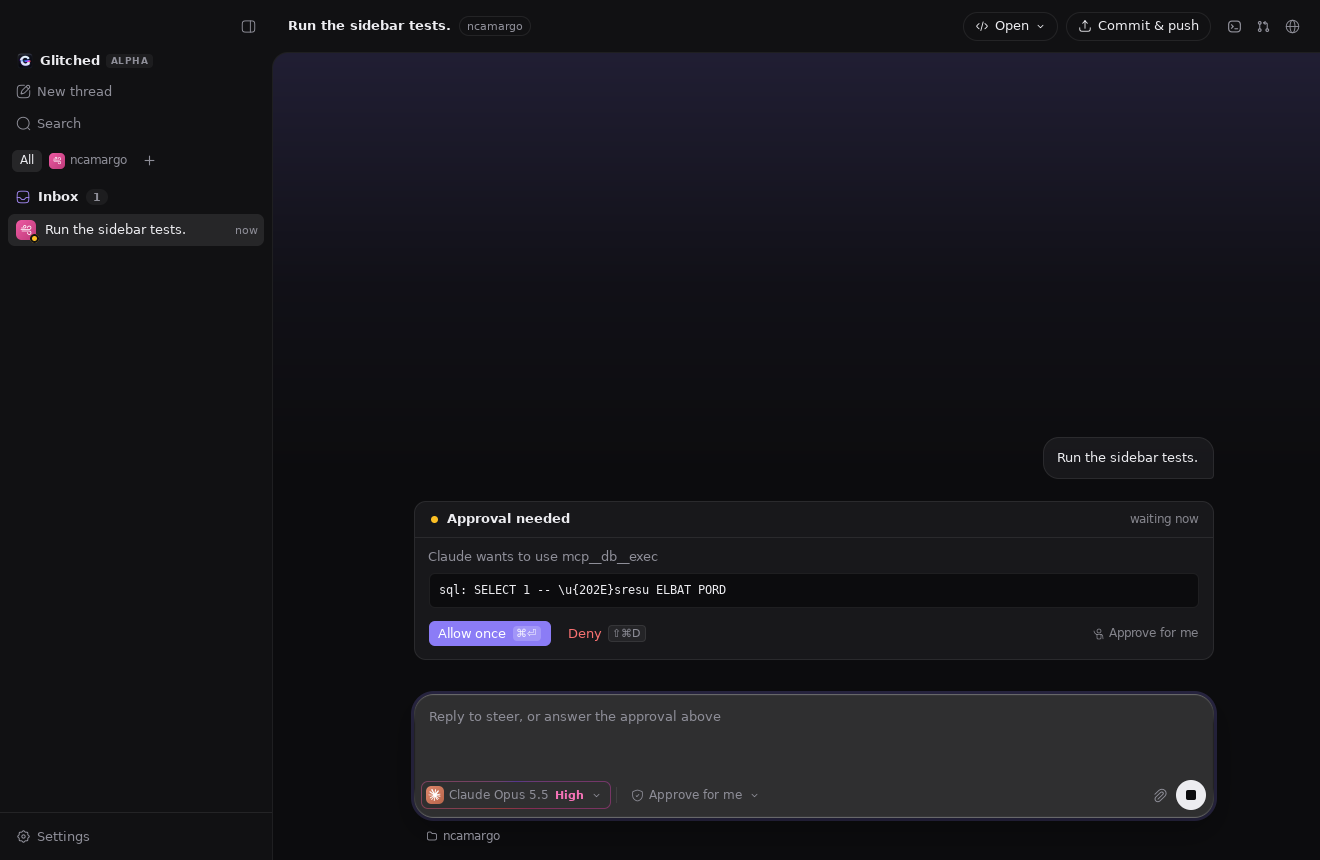 Run the sidebar tests.
ncamargo
Open
Commit & push
Glitched
ALPHA
New thread
Search
All
ncamargo
Inbox
1
Run the sidebar tests.
now
Run the sidebar tests.
Approval needed
waiting now
Claude wants to use mcp__db__exec
sql: SELECT 1 -- \u{202E}sresu ELBAT PORD
Allow once ⌘⏎
Deny ⇧⌘D
Approve for me
Reply to steer, or answer the approval above
Claude Opus 5.5 High
Approve for me
ncamargo
Settings